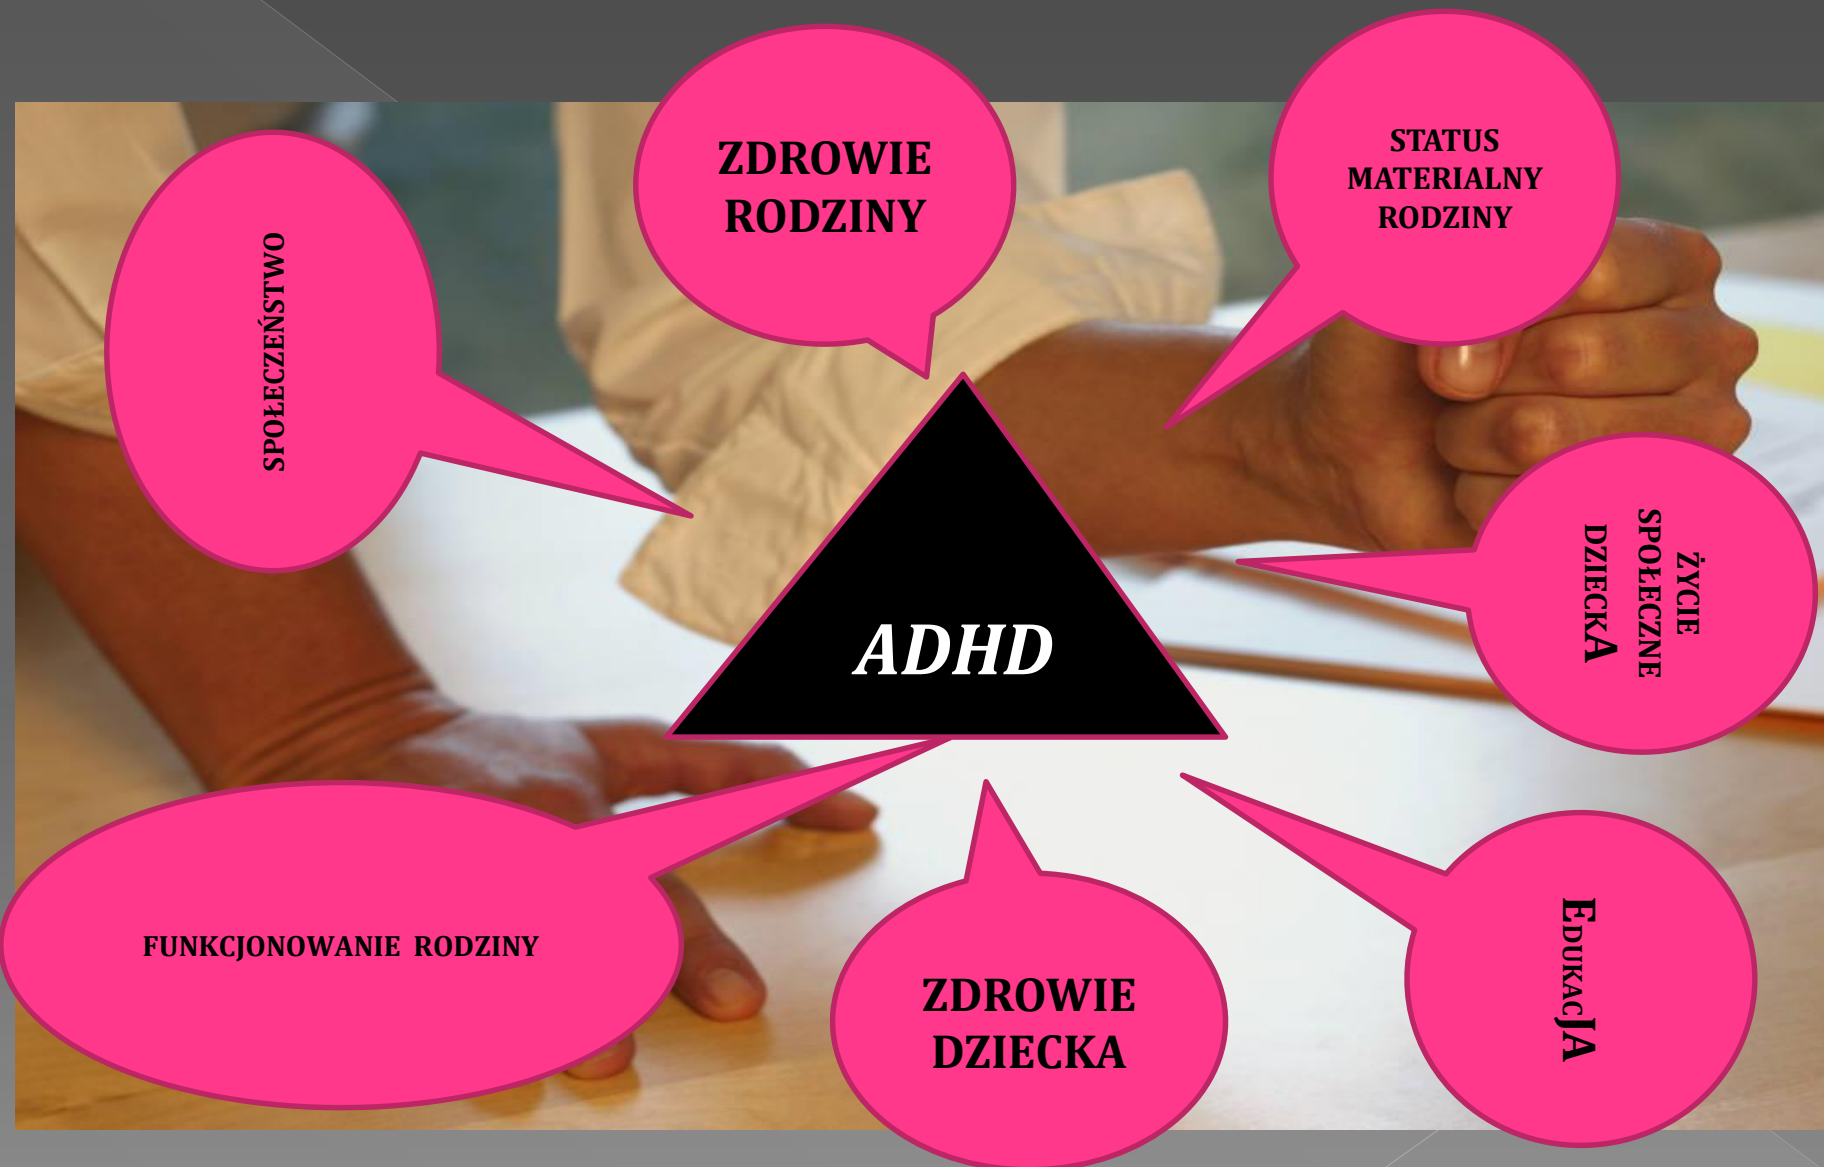 ZDROWIE
RODZINY
STATUS
MATERIALNY
RODZINY
SPOŁECZEŃSTWO
ŻYCIE
SPOŁECZNE
DZIECKA
ADHD
FUNKCJONOWANIE RODZINY
ZDROWIE
DZIECKA
EDUKACJA